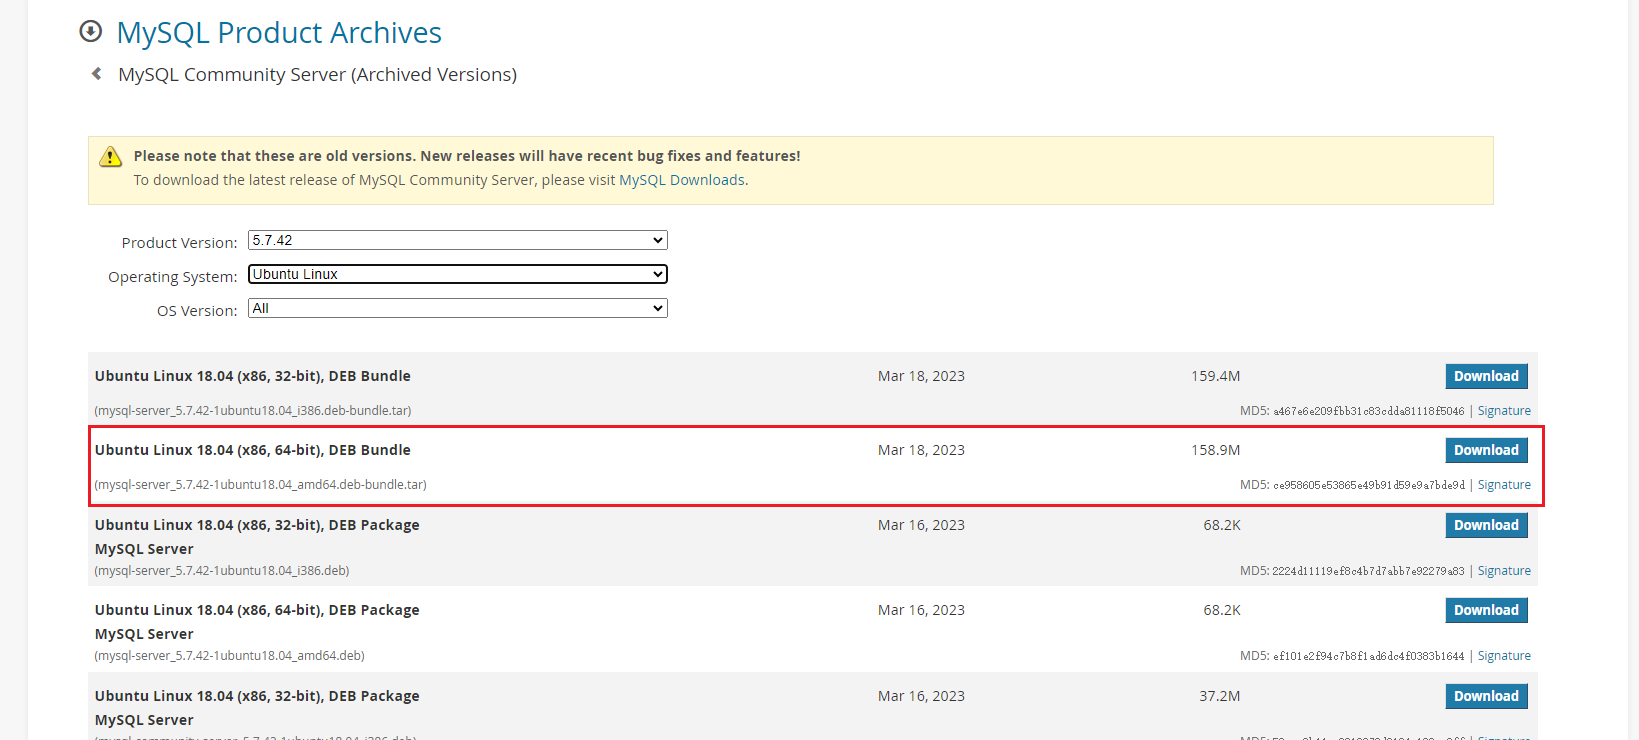 MySQL Product Archives
MySQL Community Server (Archived Versions)
Please note that these are old versions. New releases will have recent bug fixes and features!
To download the latest release of MySQL Community Server, please visit MySQL Downloads.
Product Version: 5.7.42
Operating System: Ubuntu Linux
OS Version: All
Ubuntu Linux 18.04 (x86, 32-bit), DEB Bundle Mar 18, 2023 159.4M Download
(mysql-server_5.7.42-1ubuntu18.04_i386.deb-bundle.tar) MD5: a467e6e209fbb31c83cdda81118f5046 | Signature
Ubuntu Linux 18.04 (x86, 64-bit), DEB Bundle Mar 18, 2023 158.9M Download
(mysql-server_5.7.42-1ubuntu18.04_amd64.deb-bundle.tar) MD5: ce958605e53865e49b91d59e9a7bde9d | Signature
Ubuntu Linux 18.04 (x86, 32-bit), DEB Package Mar 16, 2023 68.2K Download
MySQL Server
(mysql-server_5.7.42-1ubuntu18.04_i386.deb) MD5: 2224d11119ef8c4b7d7abb7e92279a83 | Signature
Ubuntu Linux 18.04 (x86, 64-bit), DEB Package Mar 16, 2023 68.2K Download
MySQL Server
(mysql-server_5.7.42-1ubuntu18.04_amd64.deb) MD5: ef101e2f94c7b8f1ad6dc4f0383b1644 | Signature
Ubuntu Linux 18.04 (x86, 32-bit), DEB Package Mar 16, 2023 37.2M Download
MySQL Server